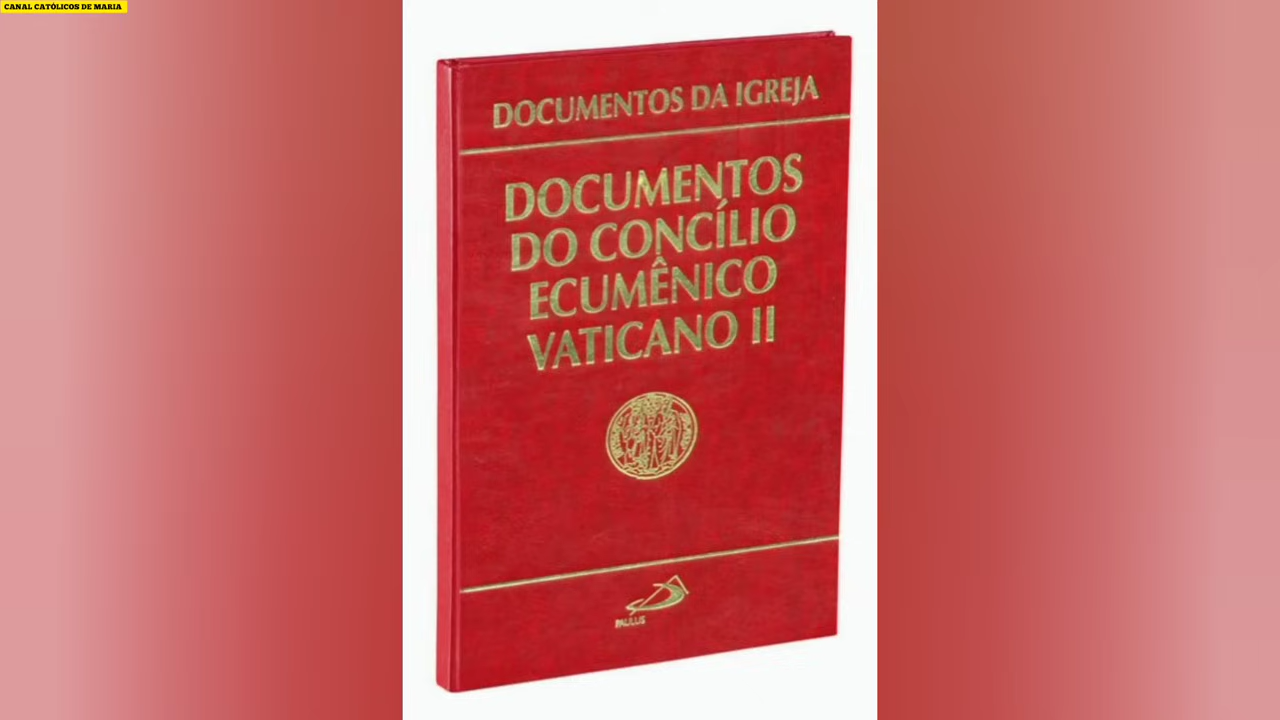 CANAL CATÓLICOS DE MARIA
DOCUMENTOS DA IGREJA
DOCUMENTOS
DO CONCÍLIO
ECUMÊNICO
VATICANO II
PAULUS